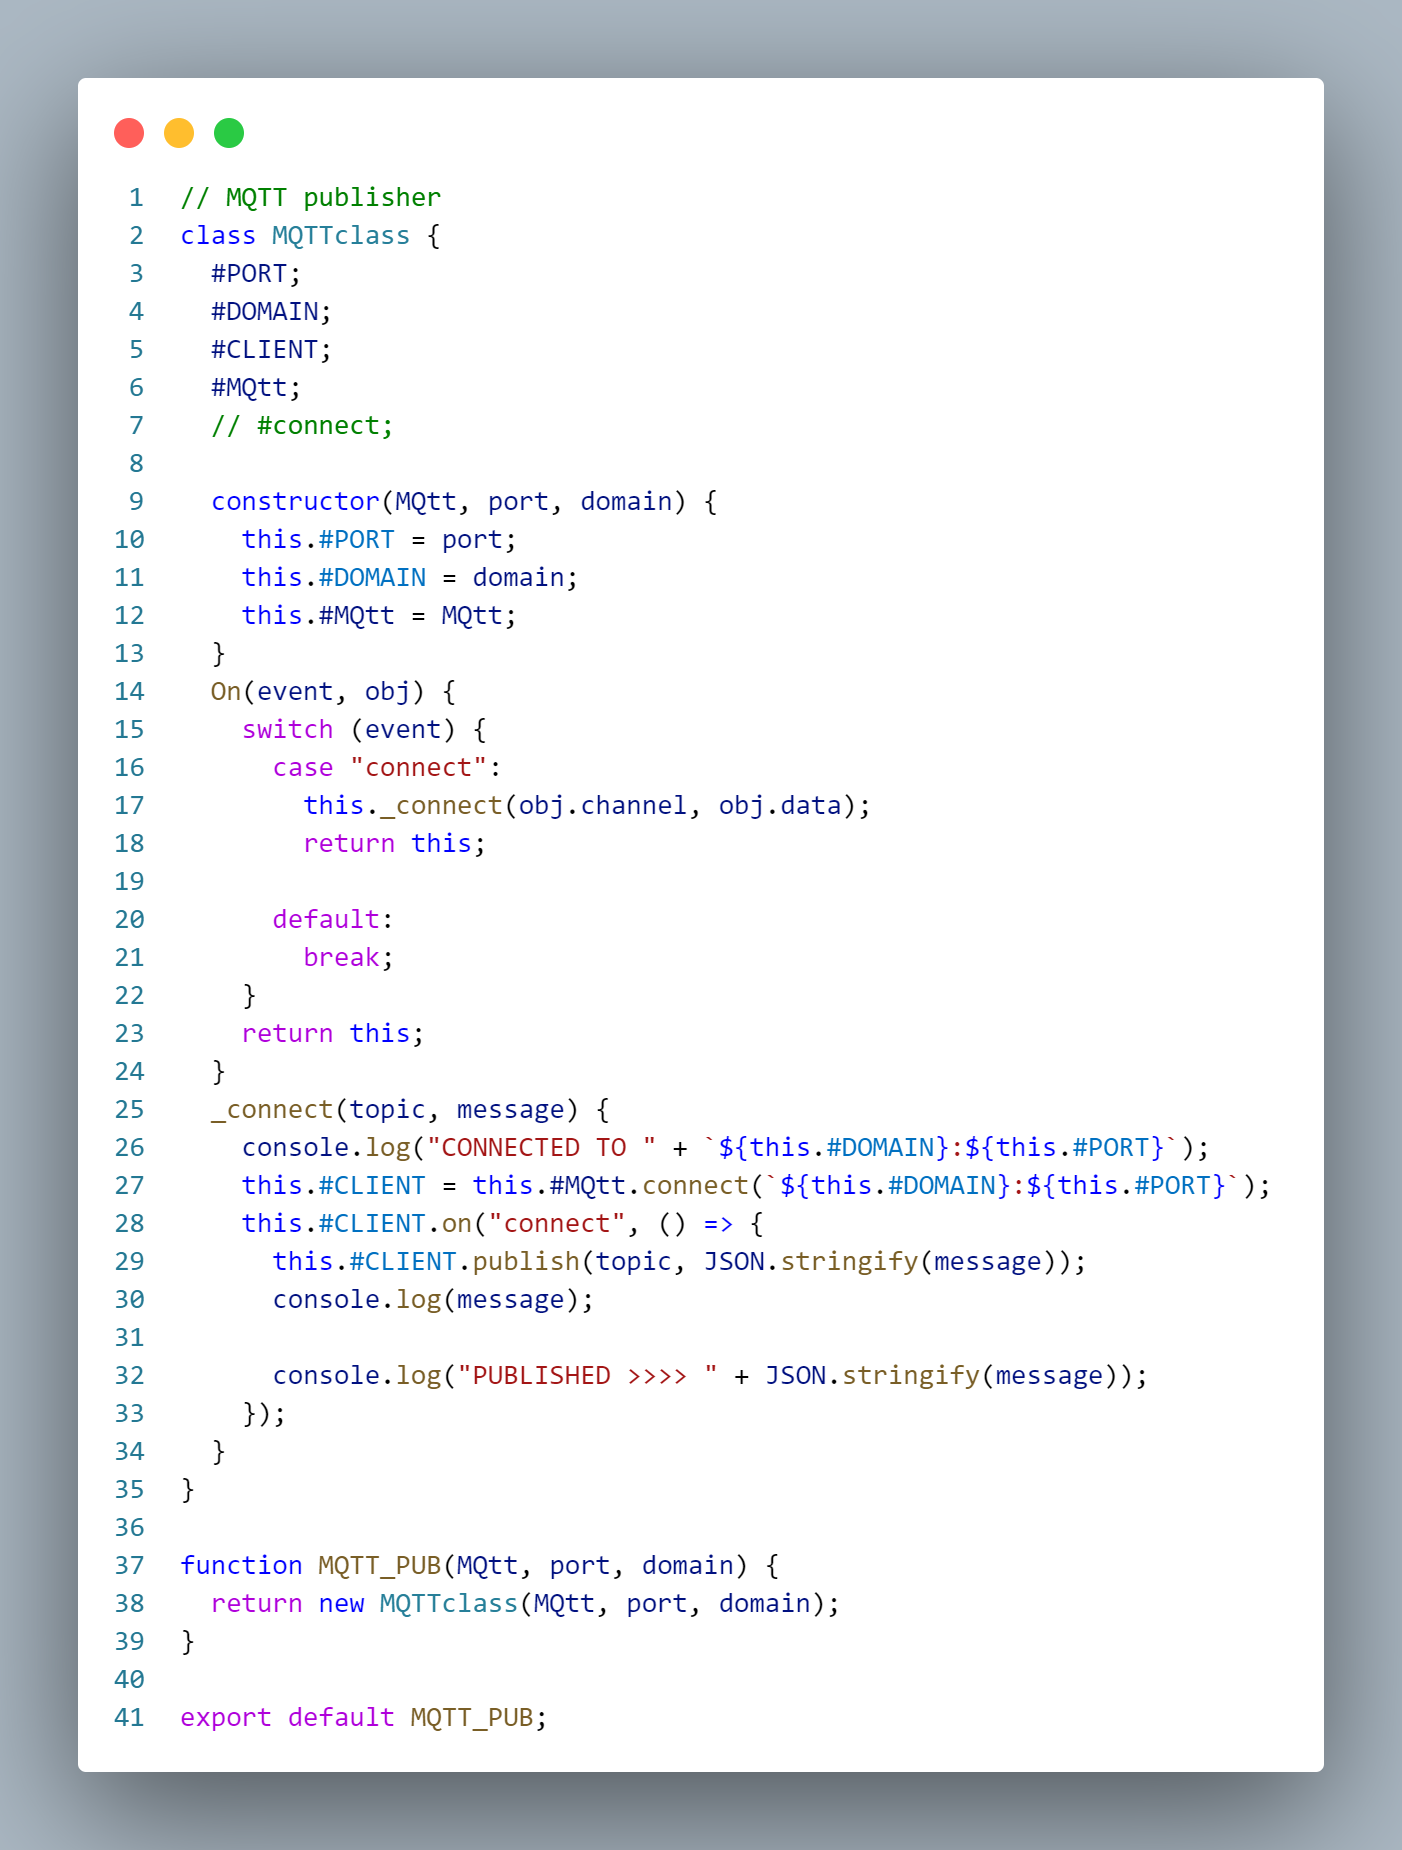 1 // MQTT publisher
2 class MQTTclass {
3   #PORT;
4   #DOMAIN;
5   #CLIENT;
6   #MQtt;
7   // #connect;
8
9   constructor(MQtt, port, domain) {
10     this.#PORT = port;
11     this.#DOMAIN = domain;
12     this.#MQtt = MQtt;
13   }
14   On(event, obj) {
15     switch (event) {
16       case "connect":
17         this._connect(obj.channel, obj.data);
18         return this;
19
20       default:
21         break;
22     }
23     return this;
24   }
25   _connect(topic, message) {
26     console.log("CONNECTED TO " + `${this.#DOMAIN}:${this.#PORT}`);
27     this.#CLIENT = this.#MQtt.connect(`${this.#DOMAIN}:${this.#PORT}`);
28     this.#CLIENT.on("connect", () => {
29       this.#CLIENT.publish(topic, JSON.stringify(message));
30       console.log(message);
31
32       console.log("PUBLISHED >>>> " + JSON.stringify(message));
33     });
34   }
35 }
36
37 function MQTT_PUB(MQtt, port, domain) {
38   return new MQTTclass(MQtt, port, domain);
39 }
40
41 export default MQTT_PUB;